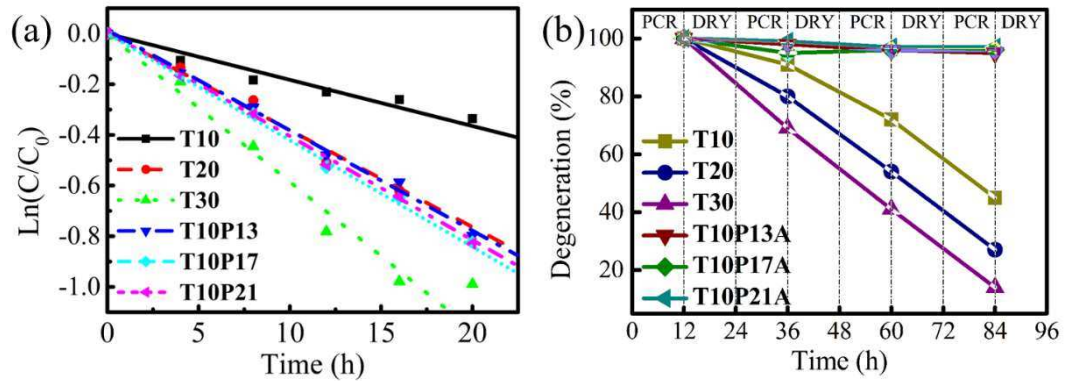 (a)
0.0
-0.2
-0.4
-0.6
-0.8
-1.0
Ln(C/C0)
T10
T20
T30
T10P13
T10P17
T10P21
0 5 10 15 20
Time (h)
(b)
PCR DRY PCR DRY PCR DRY PCR DRY
100
80
60
40
20
Degeneration (%)
T10
T20
T30
T10P13A
T10P17A
T10P21A
0 12 24 36 48 60 72 84 96
Time (h)